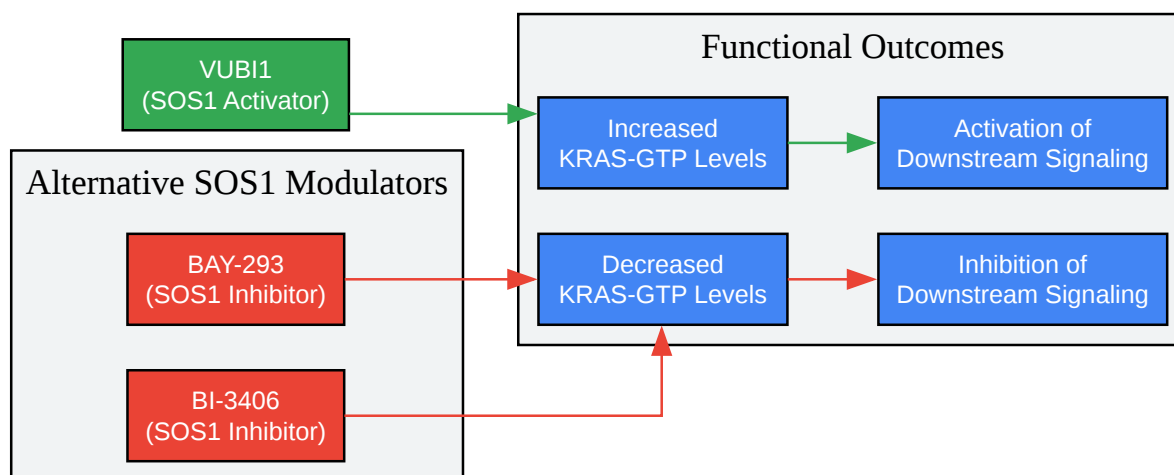 VUBI1
(SOS1 Activator)
Functional Outcomes
Increased
KRAS-GTP Levels
Activation of
Downstream Signaling
Alternative SOS1 Modulators
BAY-293
(SOS1 Inhibitor)
Decreased
KRAS-GTP Levels
Inhibition of
Downstream Signaling
BI-3406
(SOS1 Inhibitor)